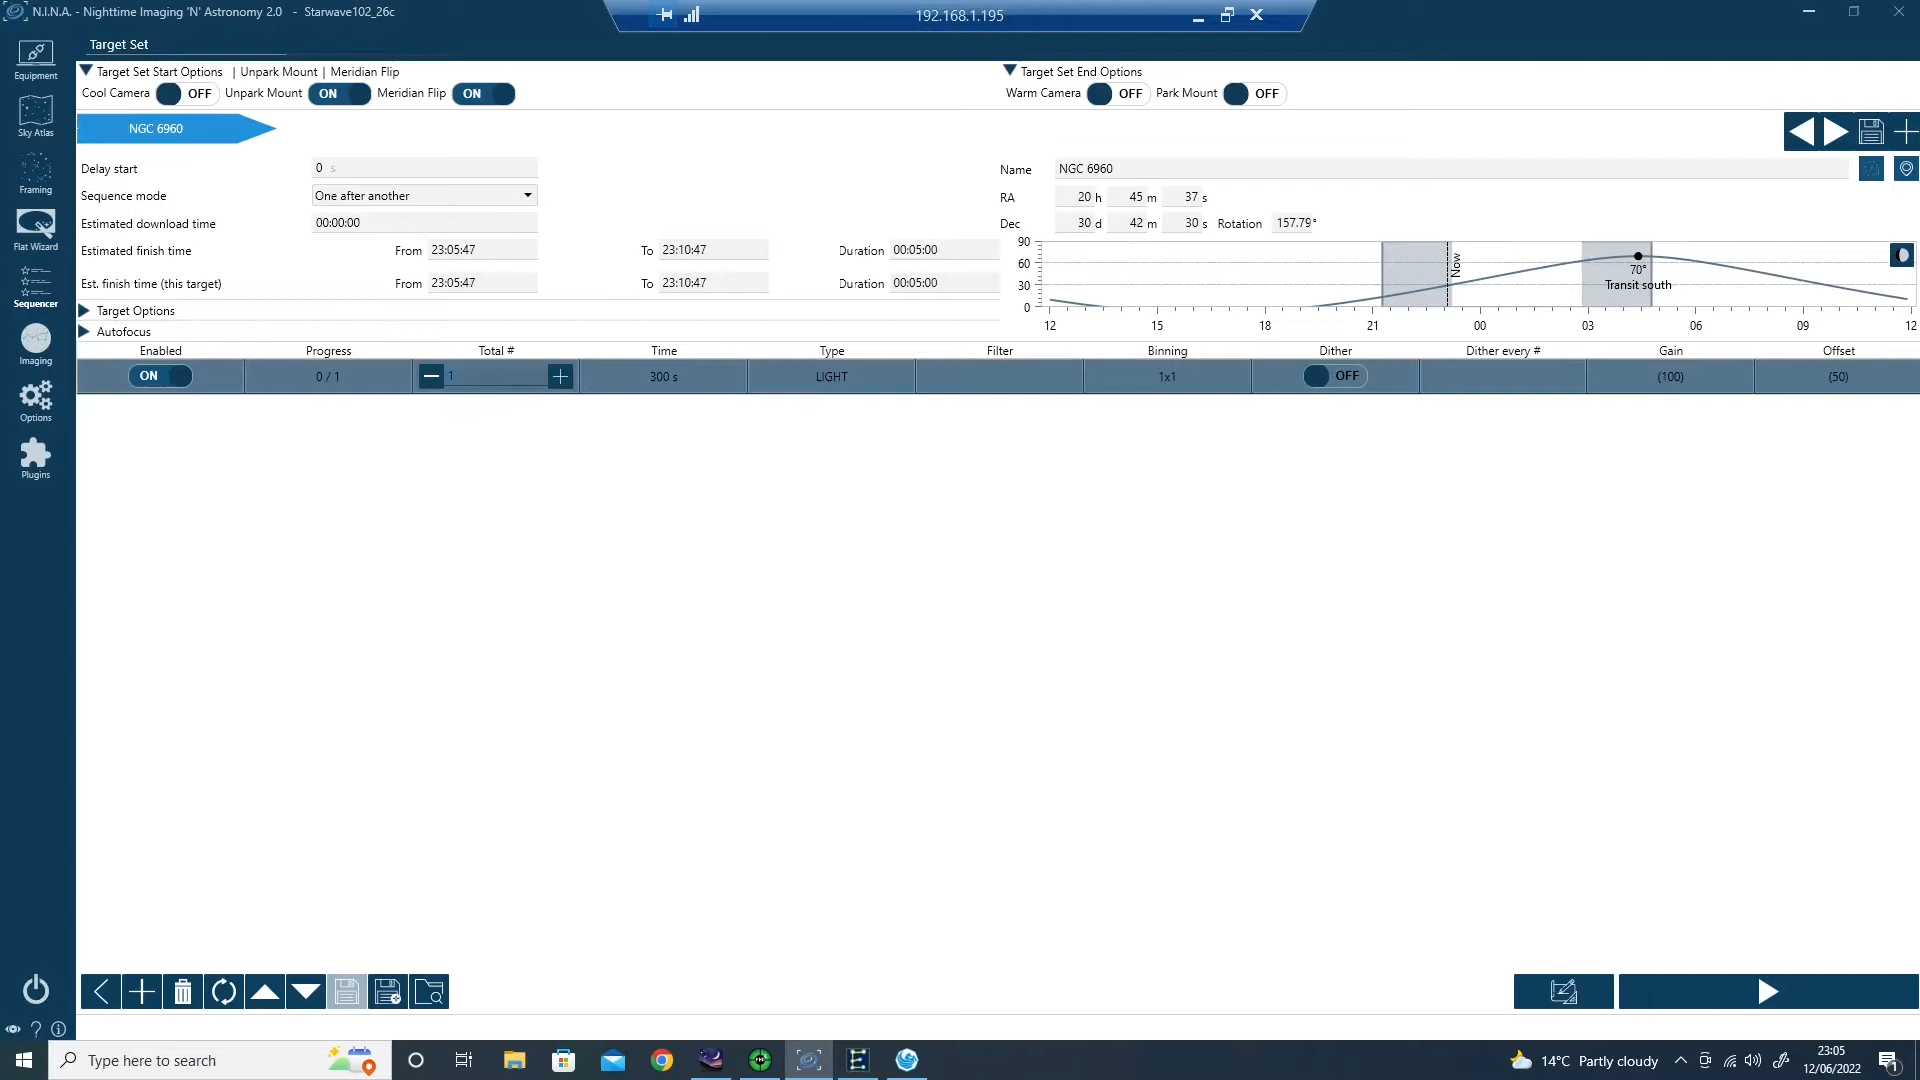 N.I.N.A. - Nighttime Imaging 'N' Astronomy 2.0 - Starwave102_26c
192.168.1.195
Equipment
Sky Atlas
Framing
Flat Wizard
Sequencer
Imaging
Options
Plugins
Target Set
Target Set Start Options | Unpark Mount | Meridian Flip
Target Set End Options
Cool Camera OFF Unpark Mount ON Meridian Flip ON
Warm Camera OFF Park Mount OFF
NGC 6960
Delay start 0 s
Sequence mode One after another
Estimated download time 00:00:00
Estimated finish time From 23:05:47 To 23:10:47 Duration 00:05:00
Est. finish time (this target) From 23:05:47 To 23:10:47 Duration 00:05:00
Name NGC 6960
RA 20 h 45 m 37 s
Dec 30 d 42 m 30 s Rotation 157.79°
90
60
30
0
Now
70°
Transit south
12 15 18 21 00 03 06 09 12
Target Options
Autofocus
Enabled Progress Total # Time Type Filter Binning Dither Dither every # Gain Offset
ON 0 / 1 1 300 s LIGHT 1x1 OFF (100) (50)
Type here to search
14°C Partly cloudy
23:05
12/06/2022
1